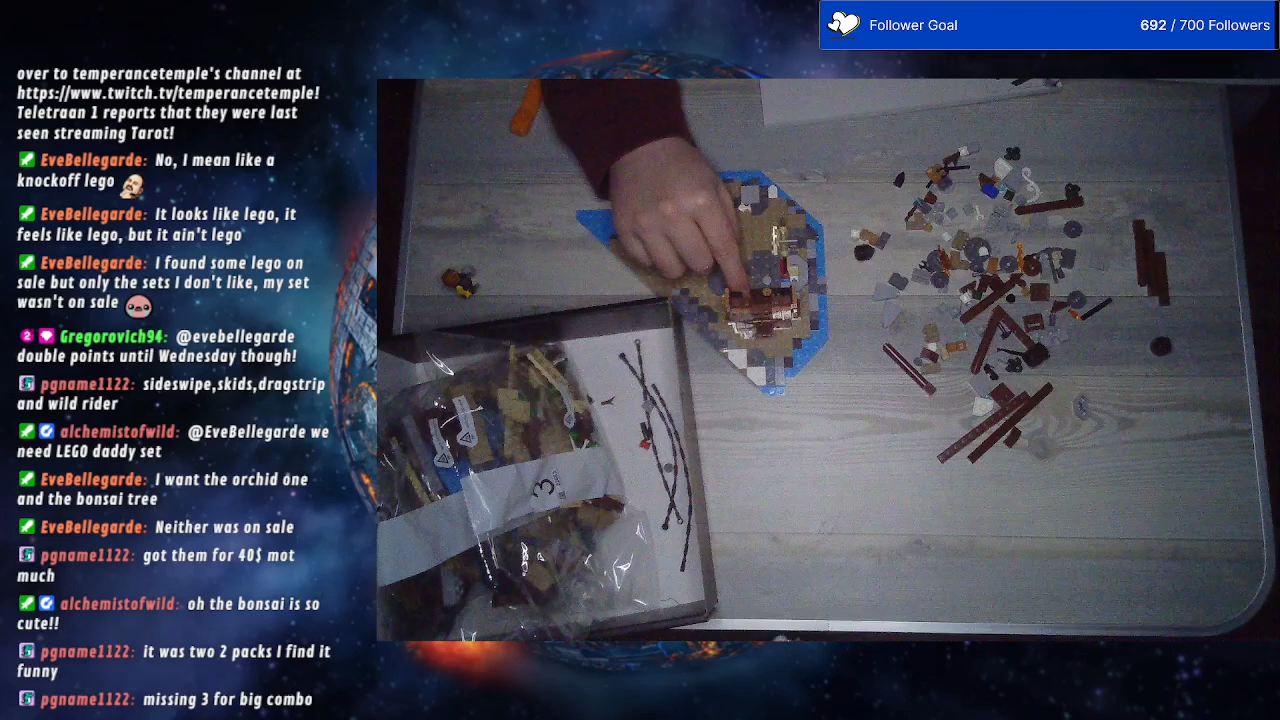 Follower Goal
692 / 700 Followers
over to temperancetemple's channel at
https://www.twitch.tv/temperancetemple!
Teletraan 1 reports that they were last
seen streaming Tarot!
EveBellegarde: No, I mean like a
knockoff lego
EveBellegarde: It looks like lego, it
feels like lego, but it ain't lego
EveBellegarde: I found some lego on
sale but only the sets I don't like, my set
wasn't on sale
2 Gregorovich94: @evebellegarde
double points until Wednesday though!
pgname1122: sideswipe,skids,dragstrip
and wild rider
alchemistofwild: @EveBellegarde we
need LEGO daddy set
EveBellegarde: I want the orchid one
and the bonsai tree
EveBellegarde: Neither was on sale
pgname1122: got them for 40$ mot
much
alchemistofwild: oh the bonsai is so
cute!!
pgname1122: it was two 2 packs I find it
funny
pgname1122: missing 3 for big combo
3